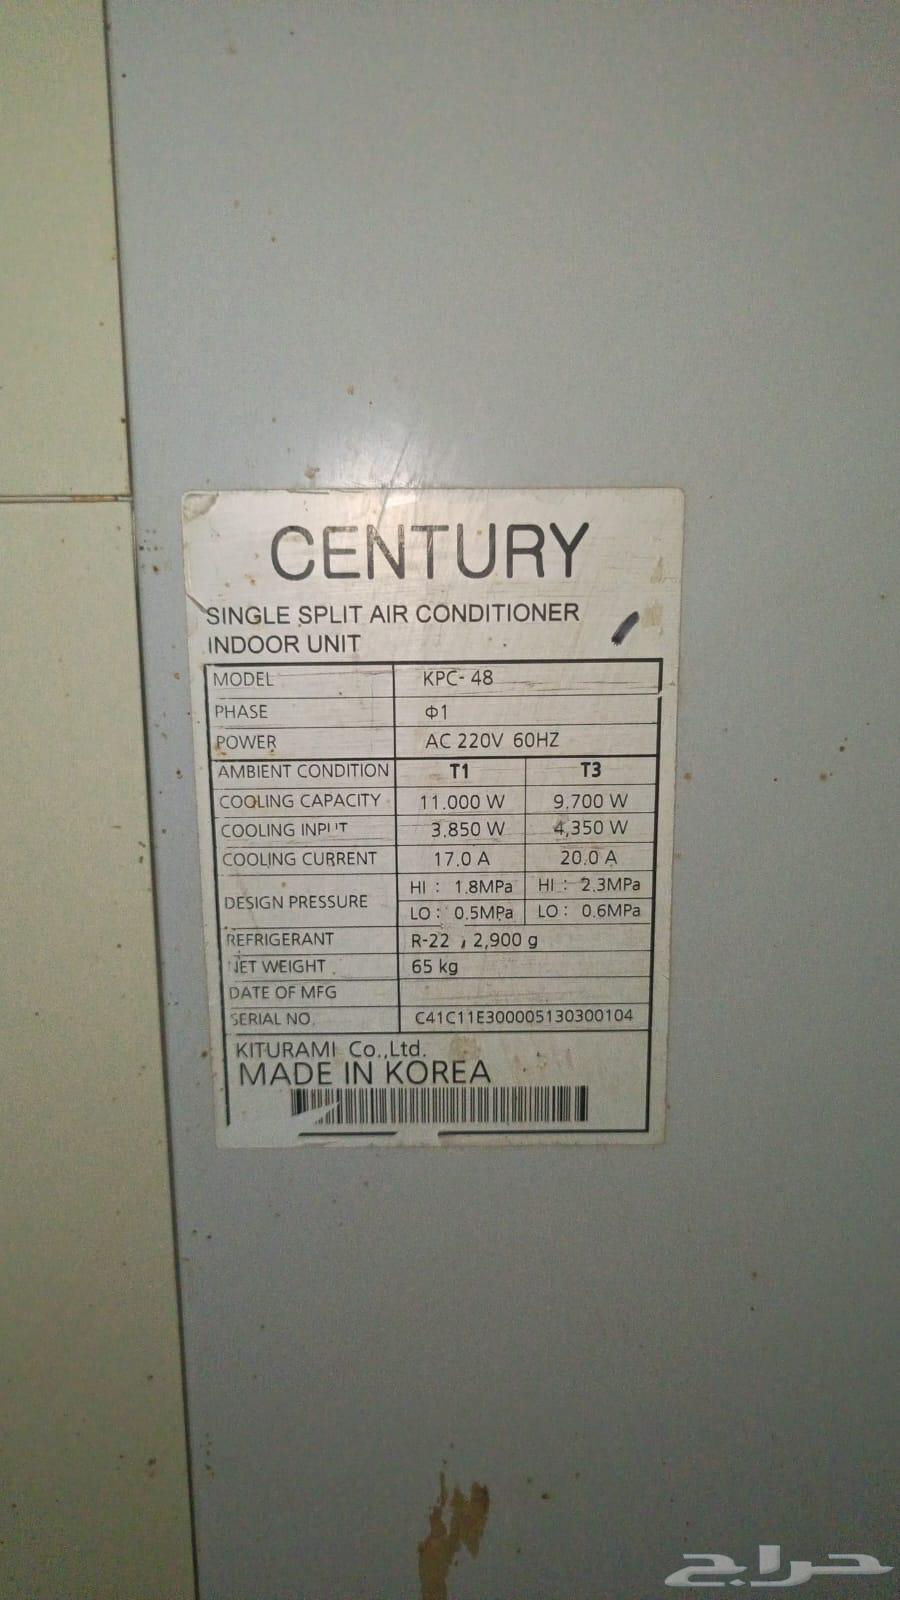 CENTURY
SINGLE SPLIT AIR CONDITIONER
INDOOR UNIT
MODEL KPC-48
PHASE Φ1
POWER AC 220V 60HZ
AMBIENT CONDITION T1 T3
COOLING CAPACITY 11.000 W 9.700 W
COOLING INPUT 3,850 W 4,350 W
COOLING CURRENT 17.0 A 20.0 A
DESIGN PRESSURE HI : 1.8MPa HI : 2.3MPa
LO : 0.5MPa LO : 0.6MPa
REFRIGERANT R-22 , 2,900 g
NET WEIGHT 65 kg
DATE OF MFG
SERIAL NO. C41C11E300005130300104
KITURAMI Co.,Ltd.
MADE IN KOREA
حراج